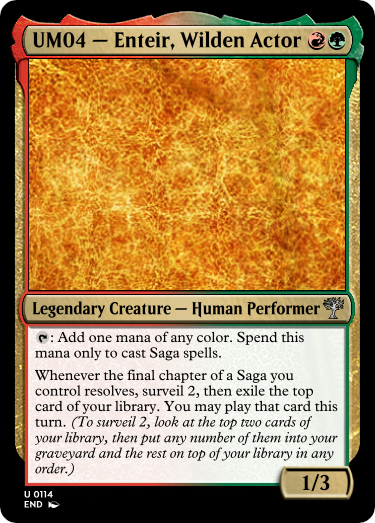 UM04 — Enteir, Wilden Actor
Legendary Creature — Human Performer
: Add one mana of any color. Spend this
mana only to cast Saga spells.
Whenever the final chapter of a Saga you
control resolves, surveil 2, then exile the top
card of your library. You may play that card this
turn. (To surveil 2, look at the top two cards of
your library, then put any number of them into your
graveyard and the rest on top of your library in any
order.)
1/3
U 0114
END